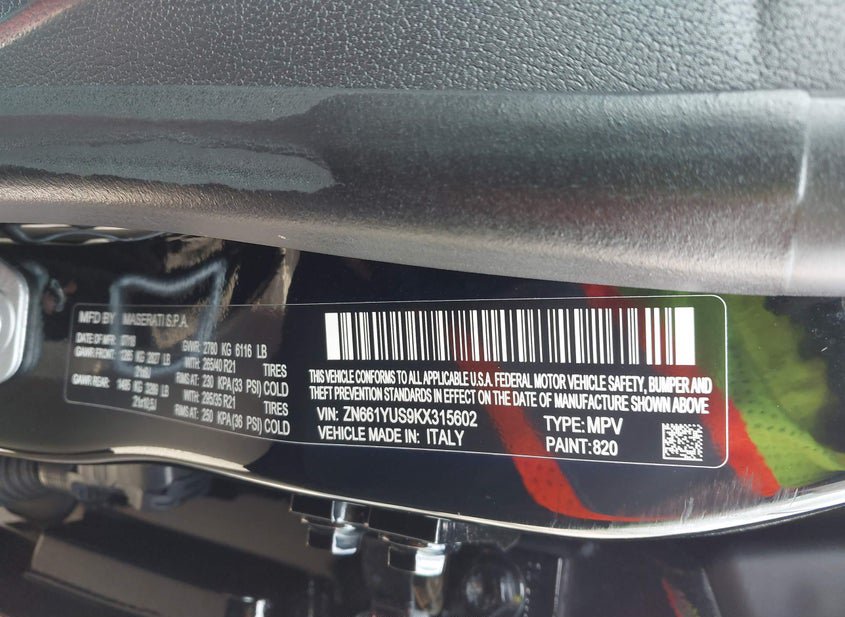 MFD BY MASERATI S.P.A.
DATE OF MFR: 07/18 GVWR: 2780 KG 6116 LB
GAWR FRONT: 1285 KG 2827 LB WITH: 265/40 R21 TIRES
21x9J RIMS AT: 230 KPA(33 PSI) COLD
GAWR REAR: WITH: 295/35 R21 TIRES
RIMS AT: 250 KPA(36 PSI) COLD
THIS VEHICLE CONFORMS TO ALL APPLICABLE U.S.A. FEDERAL MOTOR VEHICLE SAFETY, BUMPER AND
THEFT PREVENTION STANDARDS IN EFFECT ON THE DATE OF MANUFACTURE SHOWN ABOVE
VIN: ZN661YUS9KX315602 TYPE: MPV
VEHICLE MADE IN: ITALY PAINT: 820